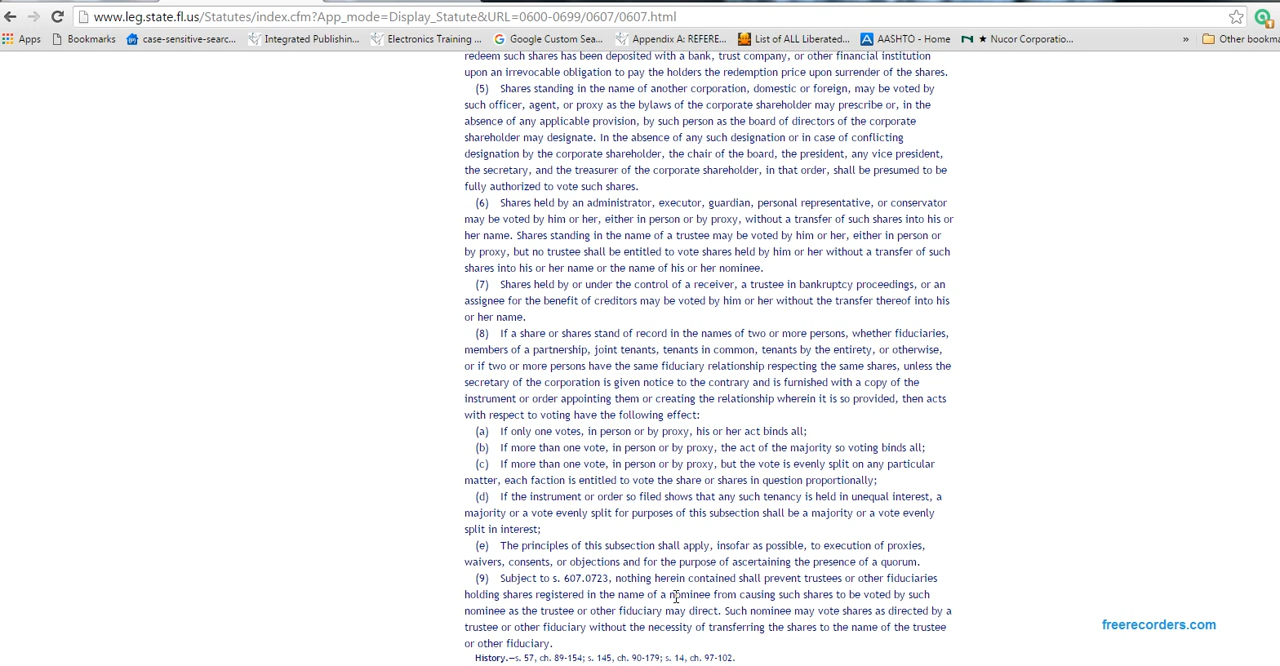 www.leg.state.fl.us/Statutes/index.cfm?App_mode=Display_Statute&URL=0600-0699/0607/0607.html
Apps Bookmarks case-sensitive-searc... Integrated Publishin... Electronics Training ... Google Custom Sea... Appendix A: REFERE... List of ALL Liberated... AASHTO - Home ★ Nucor Corporatio... » Other bookma
redeem such shares has been deposited with a bank, trust company, or other financial institution
upon an irrevocable obligation to pay the holders the redemption price upon surrender of the shares.
(5) Shares standing in the name of another corporation, domestic or foreign, may be voted by
such officer, agent, or proxy as the bylaws of the corporate shareholder may prescribe or, in the
absence of any applicable provision, by such person as the board of directors of the corporate
shareholder may designate. In the absence of any such designation or in case of conflicting
designation by the corporate shareholder, the chair of the board, the president, any vice president,
the secretary, and the treasurer of the corporate shareholder, in that order, shall be presumed to be
fully authorized to vote such shares.
(6) Shares held by an administrator, executor, guardian, personal representative, or conservator
may be voted by him or her, either in person or by proxy, without a transfer of such shares into his or
her name. Shares standing in the name of a trustee may be voted by him or her, either in person or
by proxy, but no trustee shall be entitled to vote shares held by him or her without a transfer of such
shares into his or her name or the name of his or her nominee.
(7) Shares held by or under the control of a receiver, a trustee in bankruptcy proceedings, or an
assignee for the benefit of creditors may be voted by him or her without the transfer thereof into his
or her name.
(8) If a share or shares stand of record in the names of two or more persons, whether fiduciaries,
members of a partnership, joint tenants, tenants in common, tenants by the entirety, or otherwise,
or if two or more persons have the same fiduciary relationship respecting the same shares, unless the
secretary of the corporation is given notice to the contrary and is furnished with a copy of the
instrument or order appointing them or creating the relationship wherein it is so provided, then acts
with respect to voting have the following effect:
(a) If only one votes, in person or by proxy, his or her act binds all;
(b) If more than one vote, in person or by proxy, the act of the majority so voting binds all;
(c) If more than one vote, in person or by proxy, but the vote is evenly split on any particular
matter, each faction is entitled to vote the share or shares in question proportionally;
(d) If the instrument or order so filed shows that any such tenancy is held in unequal interest, a
majority or a vote evenly split for purposes of this subsection shall be a majority or a vote evenly
split in interest;
(e) The principles of this subsection shall apply, insofar as possible, to execution of proxies,
waivers, consents, or objections and for the purpose of ascertaining the presence of a quorum.
(9) Subject to s. 607.0723, nothing herein contained shall prevent trustees or other fiduciaries
holding shares registered in the name of a nominee from causing such shares to be voted by such
nominee as the trustee or other fiduciary may direct. Such nominee may vote shares as directed by a
trustee or other fiduciary without the necessity of transferring the shares to the name of the trustee
or other fiduciary.
History.—s. 57, ch. 89-154; s. 145, ch. 90-179; s. 14, ch. 97-102.
freerecorders.com